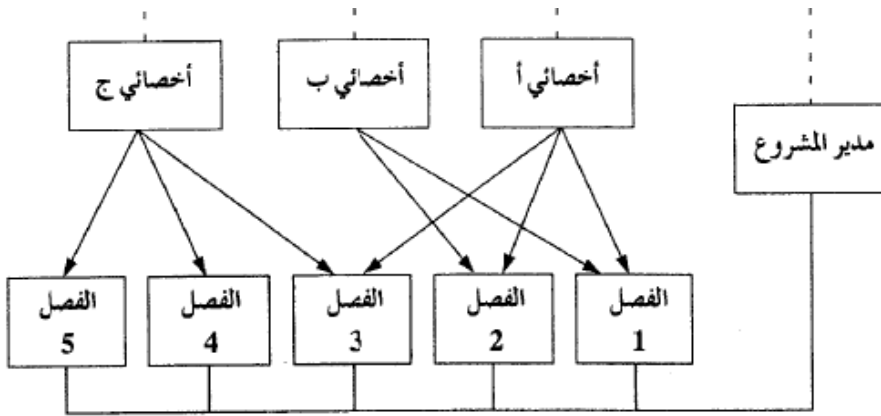 أخصائي أ
أخصائي ب
أخصائي ج
مدير المشروع
الفصل
1
الفصل
2
الفصل
3
الفصل
4
الفصل
5